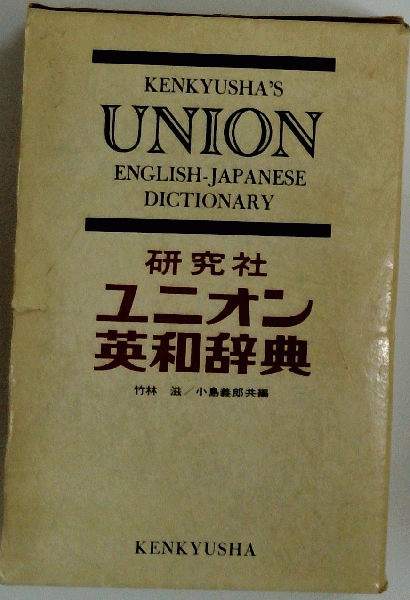 KENKYUSHA'S
UNION
ENGLISH-JAPANESE
DICTIONARY
研究社
ユニオン
英和辞典
竹林 滋／小島義郎共編
KENKYUSHA